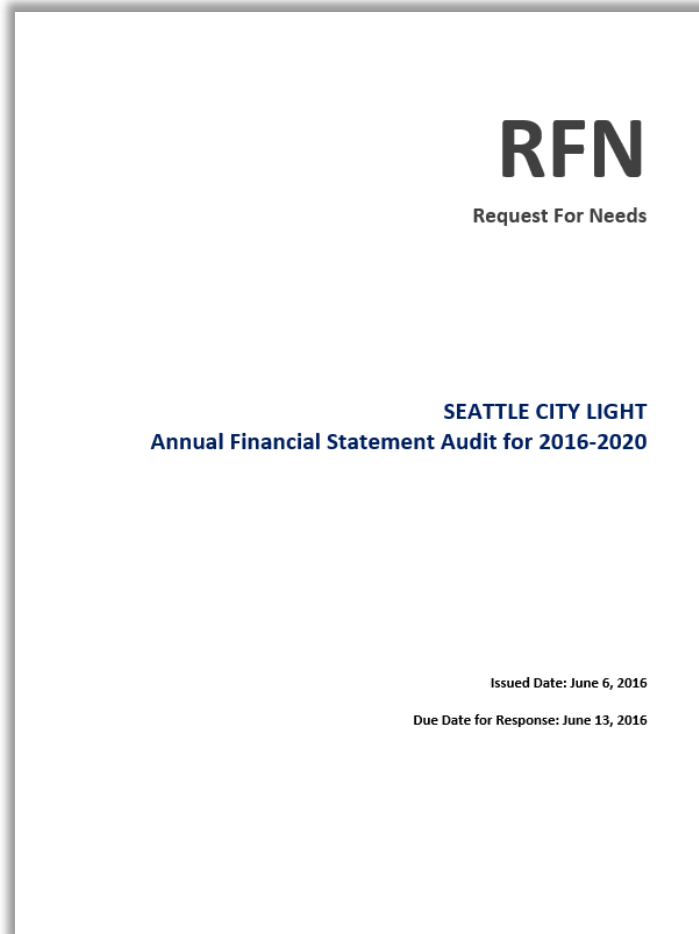 RFN
Request For Needs
SEATTLE CITY LIGHT
Annual Financial Statement Audit for 2016-2020
Issued Date: June 6, 2016
Due Date for Response: June 13, 2016